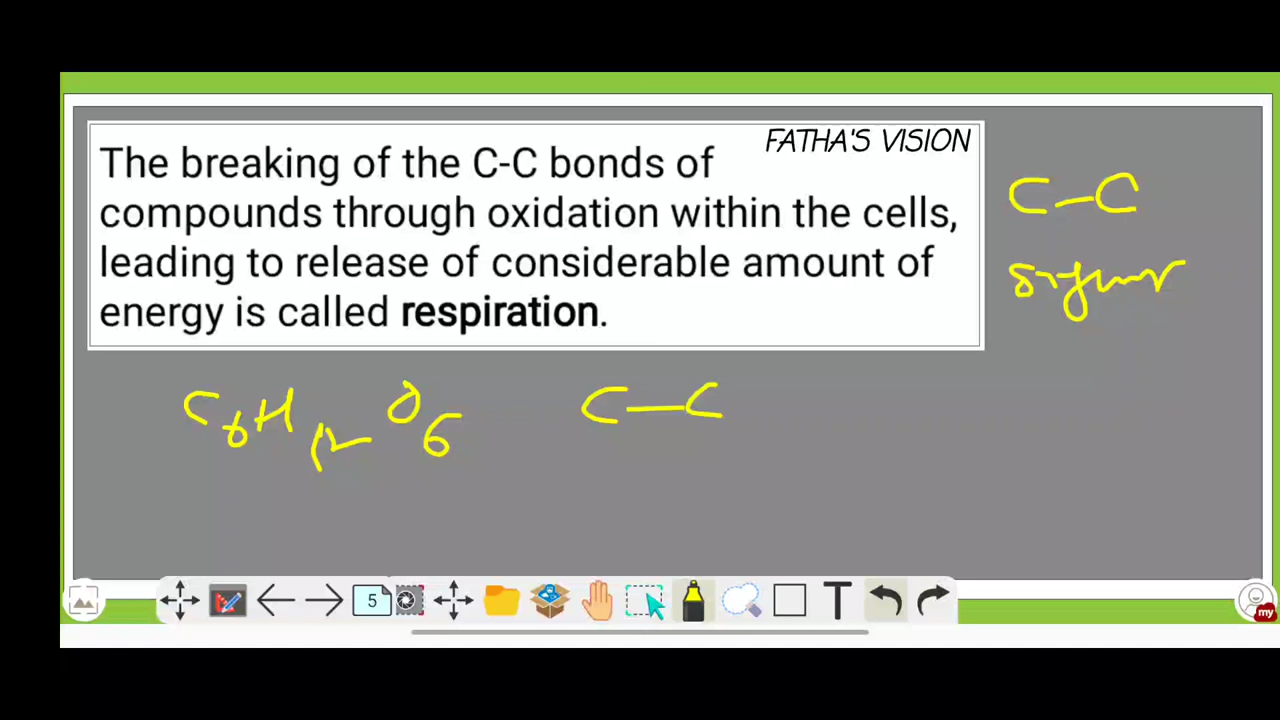 FATHA'S VISION
The breaking of the C-C bonds of
compounds through oxidation within the cells,
leading to release of considerable amount of
energy is called respiration.
C-C
C6H12O6 C-C
5 T
my